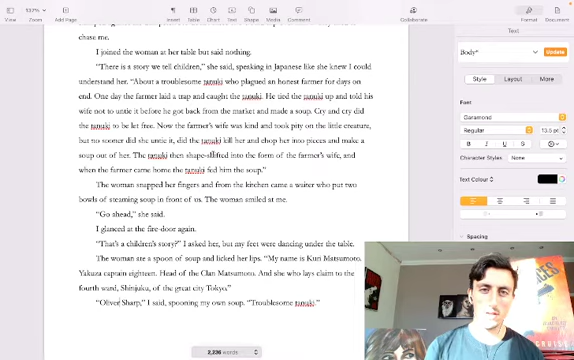 107%
View
Zoom
Add Page
Insert
Table
Chart
Text
Shape
Media
Comment
Collaborate
Format
Document
chase me.
I joined the woman at her table but said nothing.
“There is a story we tell children,” she said, speaking in Japanese like she knew I could
understand her. “About a troublesome tanuki who plagued an honest farmer for days on
end. One day the farmer laid a trap and caught the tanuki. He tied the tanuki up and told his
wife not to untie it before he got back from the market and made a soup. Cry and cry did
the tanuki to be let free. Now the farmer’s wife was kind and took pity on the little creature,
but no sooner did she untie it, did the tanuki kill her and chop her into pieces and make a
soup out of her. The tanuki then shape-shifted into the form of the farmer’s wife, and
when the farmer came home the tanuki fed him the soup.”
The woman snapped her fingers and from the kitchen came a waiter who put two
bowls of steaming soup in front of us. The woman smiled at me.
“Go ahead,” she said.
I glanced at the fire-door again.
“That’s a children’s story?” I asked her, but my feet were dancing under the table.
The woman ate a spoon of soup and licked her lips. “My name is Kuri Matsumoto.
Yakuza captain eighteen. Head of the Clan Matsumoto. And she who lays claim to the
fourth ward, Shinjuku, of the great city Tokyo.”
“Oliver Sharp,” I said, spooning my own soup. “Troublesome tanuki.”
2,236 words
Text
Body*
Update
Style
Layout
More
Font
Garamond
Regular
13.5 pt
B
I
U
S
Character Styles
None
Text Colour
Spacing
CRUISE